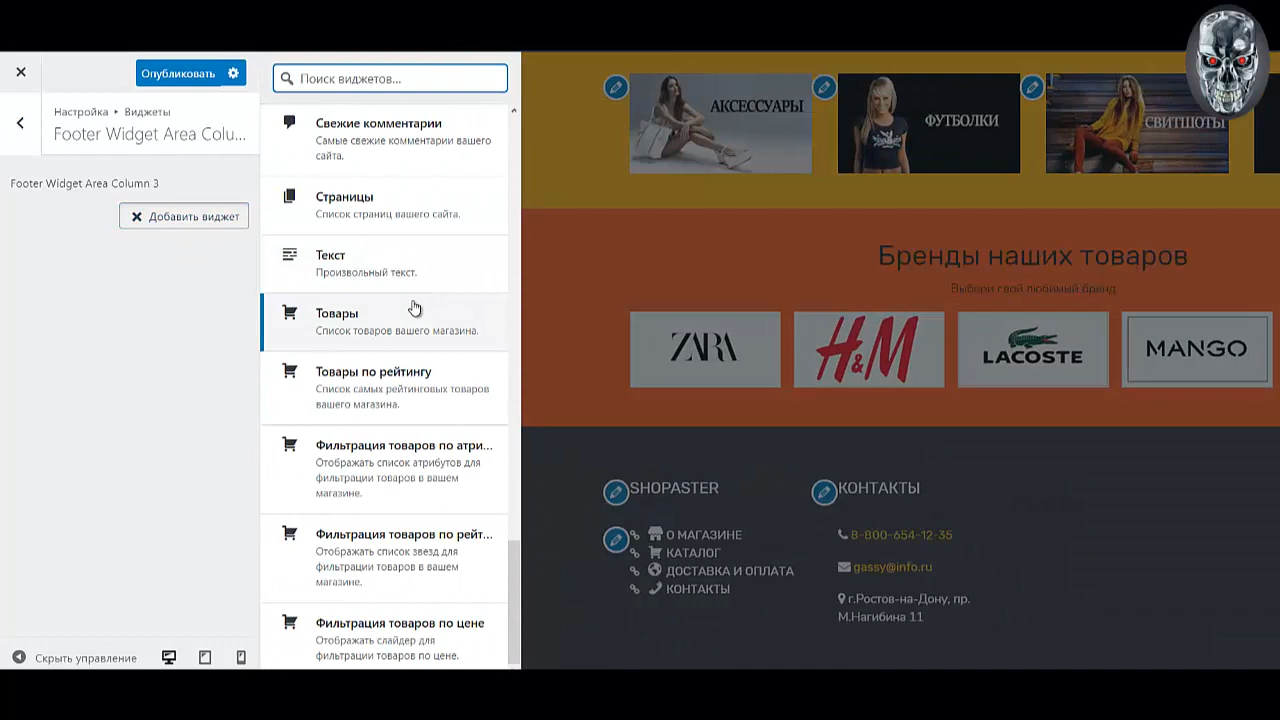 Опубликовать
Настройка ▸ Виджеты
Footer Widget Area Colu...
Footer Widget Area Column 3
Добавить виджет
Скрыть управление
Поиск виджетов...
Свежие комментарии
Самые свежие комментарии вашего
сайта.
Страницы
Список страниц вашего сайта.
Текст
Произвольный текст.
Товары
Список товаров вашего магазина.
Товары по рейтингу
Список самых рейтинговых товаров
вашего магазина.
Фильтрация товаров по атри...
Отображать список атрибутов для
фильтрации товаров в вашем
магазине.
Фильтрация товаров по рейт...
Отображать список звезд для
фильтрации товаров в вашем
магазине.
Фильтрация товаров по цене
Отображать слайдер для
фильтрации товаров по цене.
АКСЕССУАРЫ
ФУТБОЛКИ
СВИТШОТЫ
Бренды наших товаров
Выбери свой любимый бренд
ZARA
H&M
LACOSTE
MANGO
SHOPASTER
О МАГАЗИНЕ
КАТАЛОГ
ДОСТАВКА И ОПЛАТА
КОНТАКТЫ
КОНТАКТЫ
8-800-654-12-35
gassy@info.ru
г.Ростов-на-Дону, пр.
М.Нагибина 11